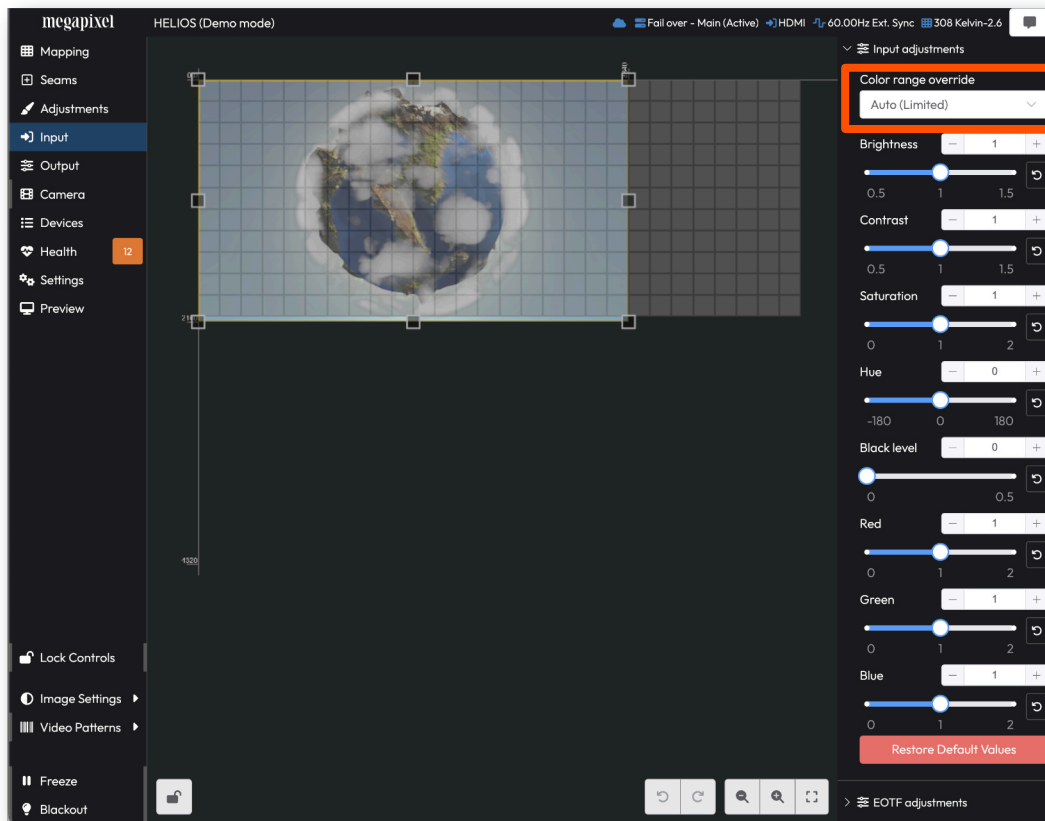 megapixel
HELIOS (Demo mode)
Fail over - Main (Active)
HDMI
60.00Hz Ext. Sync
308 Kelvin-2.6
Mapping
Seams
Adjustments
Input
Output
Camera
Devices
Health 12
Settings
Preview
Lock Controls
Image Settings
Video Patterns
Freeze
Blackout
4320
Input adjustments
Color range override
Auto (Limited)
Brightness − 1 +
0.5 1 1.5
Contrast − 1 +
0.5 1 1.5
Saturation − 1 +
0 1 2
Hue − 0 +
-180 0 180
Black level − 0 +
0 0.5
Red − 1 +
0 1 2
Green − 1 +
0 1 2
Blue − 1 +
0 1 2
Restore Default Values
EOTF adjustments